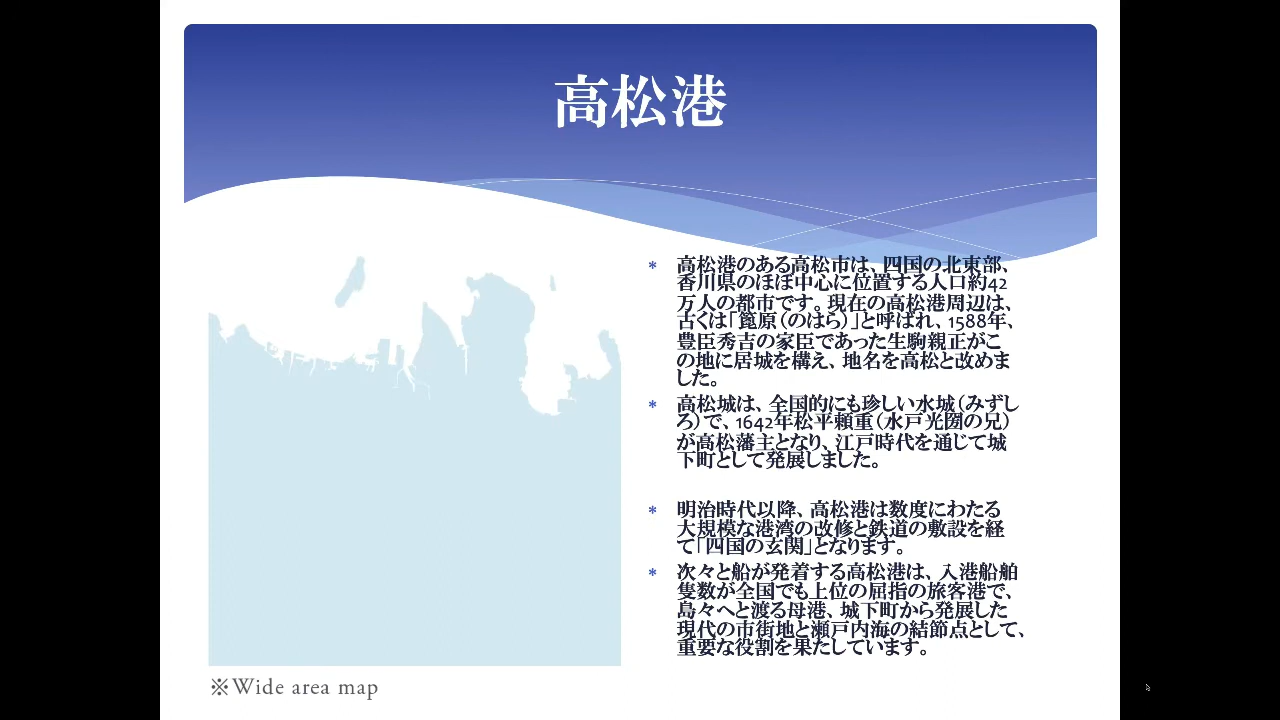 高松港
高松港のある高松市は、四国の北東部、
香川県のほぼ中心に位置する人口約42
万人の都市です。現在の高松港周辺は、
古くは「篦原（のはら）」と呼ばれ、1588年、
豊臣秀吉の家臣であった生駒親正がこ
の地に居城を構え、地名を高松と改めま
した。
高松城は、全国的にも珍しい水城（みずし
ろ）で、1642年松平頼重（水戸光圀の兄）
が高松藩主となり、江戸時代を通じて城
下町として発展しました。
明治時代以降、高松港は数度にわたる
大規模な港湾の改修と鉄道の敷設を経
て「四国の玄関」となります。
次々と船が発着する高松港は、入港船舶
隻数が全国でも上位の屈指の旅客港で、
島々へと渡る母港、城下町から発展した
現代の市街地と瀬戸内海の結節点として、
重要な役割を果たしています。
※Wide area map